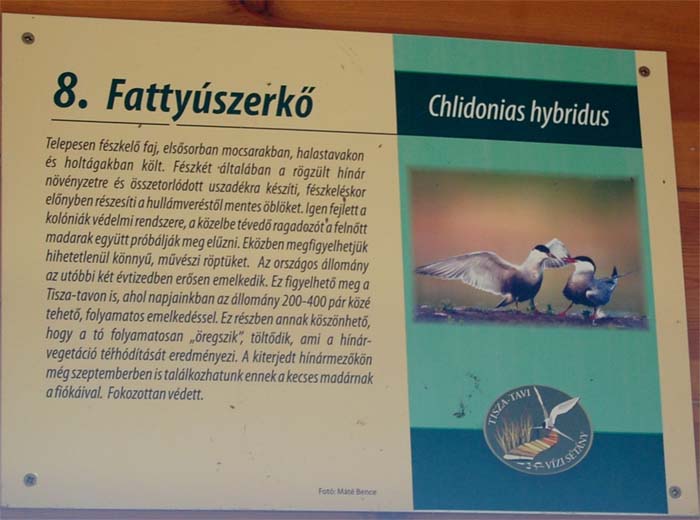 8. Fattyúszerkő
Chlidonias hybridus
Telepesen fészkelő faj, elsősorban mocsarakban, halastavakon
és holtágakban költ. Fészkét általában a rögzült hínár
növényzetre és összetorlódott uszadékra készíti, fészkeléskor
előnyben részesíti a hullámveréstől mentes öblöket. Igen fejlett a
kolóniák védelmi rendszere, a közelbe tévedő ragadozót a felnőtt
madarak együtt próbálják meg elűzni. Eközben megfigyelhetjük
hihetetlenül könnyű, művészi röptüket. Az országos állomány
az utóbbi két évtizedben erősen emelkedik. Ez figyelhető meg a
Tisza-tavon is, ahol napjainkban az állomány 200-400 pár közé
tehető, folyamatos emelkedéssel. Ez részben annak köszönhető,
hogy a tó folyamatosan „öregszik”, töltődik, ami a hínár-
vegetáció térhódítását eredményezi. A kiterjedt hínármezőkön
még szeptemberben is találkozhatunk ennek a kecses madárnak
a fiókáival. Fokozottan védett.
TISZA-TAVI
VÍZI SÉTÁNY
Fotó: Máté Bence